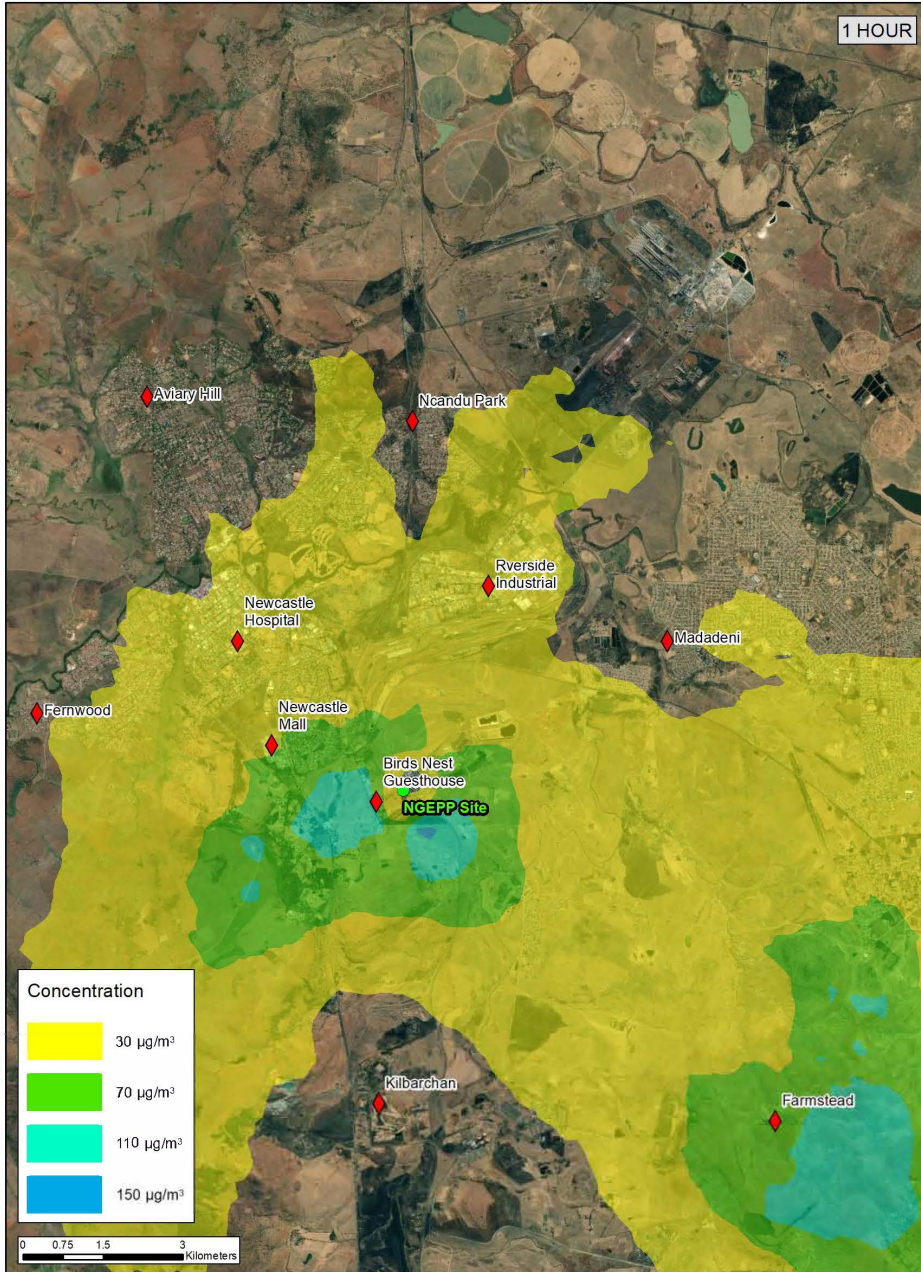 1 HOUR
Aviary Hill
Ncandu Park
Rverside
Industrial
Newcastle
Hospital
Madadeni
Fernwood
Newcastle
Mall
Birds Nest
Guesthouse
NGEPP Site
Kilbarchan
Farmstead
Concentration
30 µg/m³
70 µg/m³
110 µg/m³
150 µg/m³
0 0.75 1.5 3
Kilometers